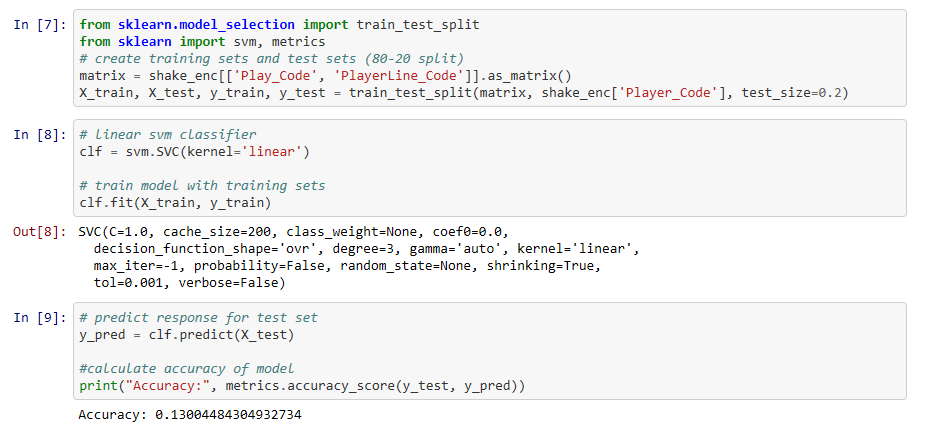 In [7]: from sklearn.model_selection import train_test_split
from sklearn import svm, metrics
# create training sets and test sets (80-20 split)
matrix = shake_enc[['Play_Code', 'PlayerLine_Code']].as_matrix()
X_train, X_test, y_train, y_test = train_test_split(matrix, shake_enc['Player_Code'], test_size=0.2)
In [8]: # linear svm classifier
clf = svm.SVC(kernel='linear')
# train model with training sets
clf.fit(X_train, y_train)
Out[8]: SVC(C=1.0, cache_size=200, class_weight=None, coef0=0.0,
decision_function_shape='ovr', degree=3, gamma='auto', kernel='linear',
max_iter=-1, probability=False, random_state=None, shrinking=True,
tol=0.001, verbose=False)
In [9]: # predict response for test set
y_pred = clf.predict(X_test)
#calculate accuracy of model
print("Accuracy:", metrics.accuracy_score(y_test, y_pred))
Accuracy: 0.13004484304932734